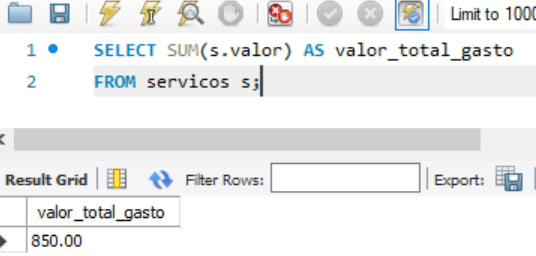 Limit to 1000
1 SELECT SUM(s.valor) AS valor_total_gasto
2 FROM servicos s;
Result Grid Filter Rows: Export:
valor_total_gasto
850.00